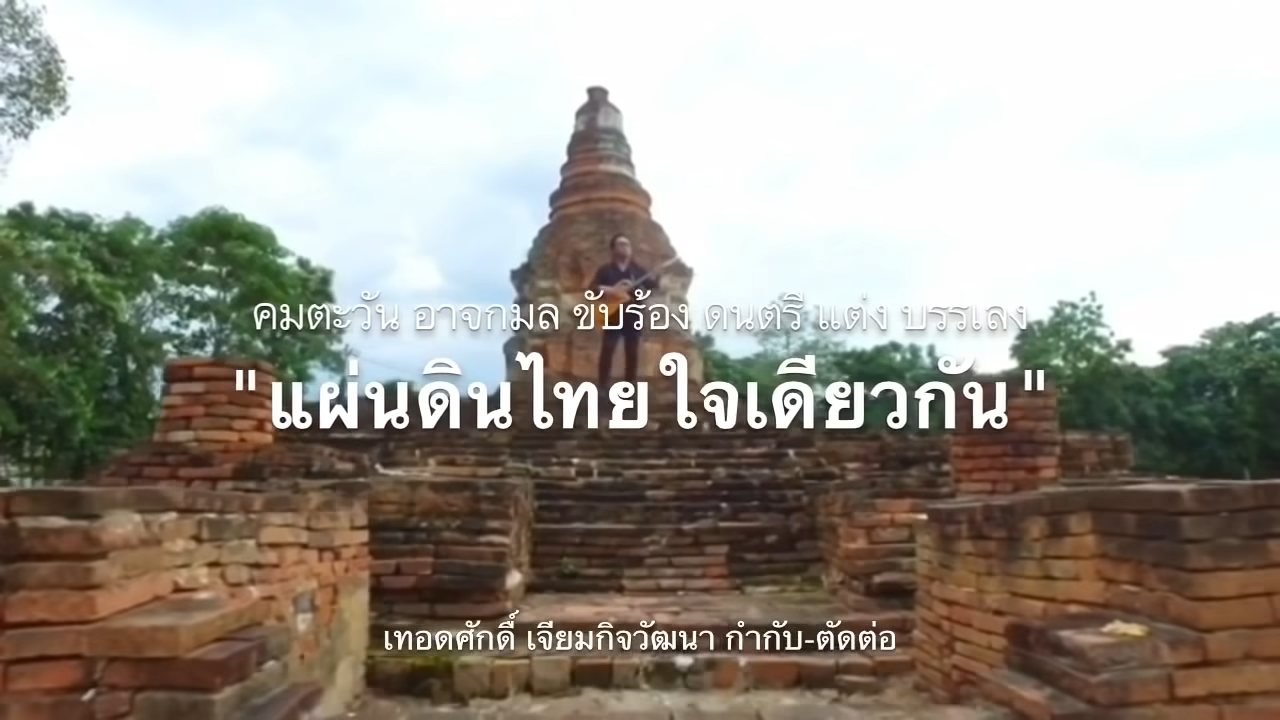 คมตะวัน อาจกมล ขับร้อง ดนตรี แต่ง บรรเลง
"แผ่นดินไทยใจเดียวกัน"
เทอดศักดิ์ เจียมกิจวัฒนา กำกับ-ตัดต่อ